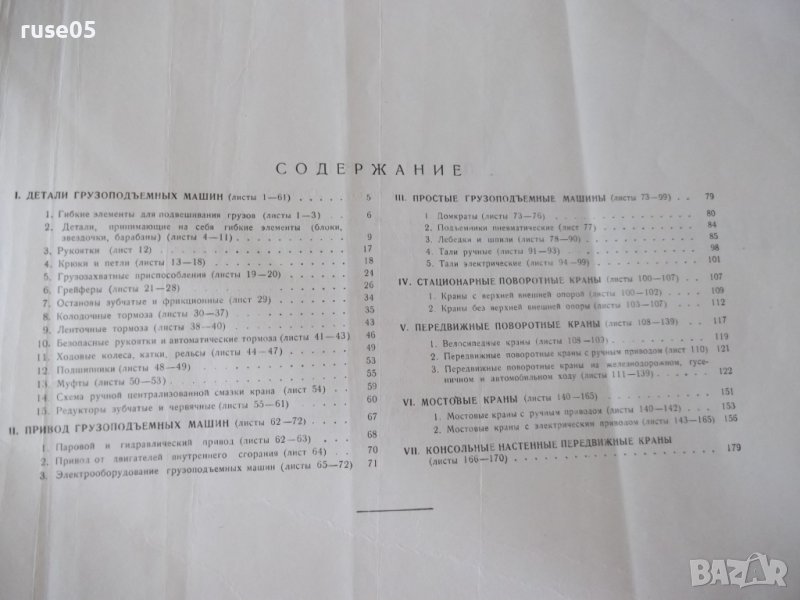 ruse05
СОДЕРЖАНИЕ
I. ДЕТАЛИ ГРУЗОПОДЪЕМНЫХ МАШИН (листы 1—61) . . . . . 5
1. Гибкие элементы для подвешивания грузов (листы 1—3) . . 6
2. Детали, принимающие на себя гибкие элементы (блоки,
звездочки, барабаны) (листы 4—11) . . . . 9
3. Рукоятки (лист 12) . . . . 17
4. Крюки и петли (листы 13—18) . . . . 18
5. Грузозахватные приспособления (листы 19—20) . . . . 24
6. Грейферы (листы 21—28) . . . . 26
7. Остановы зубчатые и фрикционные (лист 29) . . . . 34
8. Колодочные тормоза (листы 30—37) . . . . 35
9. Ленточные тормоза (листы 38—40) . . . . 43
10. Безопасные рукоятки и автоматические тормоза (листы 41—43) 46
11. Ходовые колеса, катки, рельсы (листы 44—47) . . . . 49
12. Подшипники (листы 48—49) . . . . 53
13. Муфты (листы 50—53) . . . . 55
14. Схема ручной централизованной смазки крана (лист 54) . . 59
15. Редукторы зубчатые и червячные (листы 55—61) . . . . 60
II. ПРИВОД ГРУЗОПОДЪЕМНЫХ МАШИН (листы 62—72) . . . . 67
1. Паровой и гидравлический привод (листы 62—63) . . . . 68
2. Привод от двигателей внутреннего сгорания (лист 64) . . . 70
3. Электрооборудование грузоподъемных машин (листы 65—72) 71
III. ПРОСТЫЕ ГРУЗОПОДЪЕМНЫЕ МАШИНЫ (листы 73—99) . . 79
1. Домкраты (листы 73—76) . . . . 80
2. Подъемники пневматические (лист 77) . . . . 84
3. Лебедки и шпили (листы 78—90) . . . . 85
4. Тали ручные (листы 91—93) . . . . 98
5. Тали электрические (листы 94—99) . . . . 101
IV. СТАЦИОНАРНЫЕ ПОВОРОТНЫЕ КРАНЫ (листы 100—107) . . 107
1. Краны с верхней внешней опорой (листы 100—102) . . . . 109
2. Краны без верхней внешней опоры (листы 103—107) . . . . 112
V. ПЕРЕДВИЖНЫЕ ПОВОРОТНЫЕ КРАНЫ (листы 108—139) . . 117
1. Велосипедные краны (листы 108—109) . . . . 119
2. Передвижные поворотные краны с ручным приводом (лист 110) 121
3. Передвижные поворотные краны на железнодорожном, гусе-
ничном и автомобильном ходу (листы 111—139) . . . . 122
VI. МОСТОВЫЕ КРАНЫ (листы 140—165) . . . . 151
1. Мостовые краны с ручным приводом (листы 140—142) . . . 153
2. Мостовые краны с электрическим приводом (листы 143—165) 156
VII. КОНСОЛЬНЫЕ НАСТЕННЫЕ ПЕРЕДВИЖНЫЕ КРАНЫ
(листы 166—170) . . . . 179
BAZAR